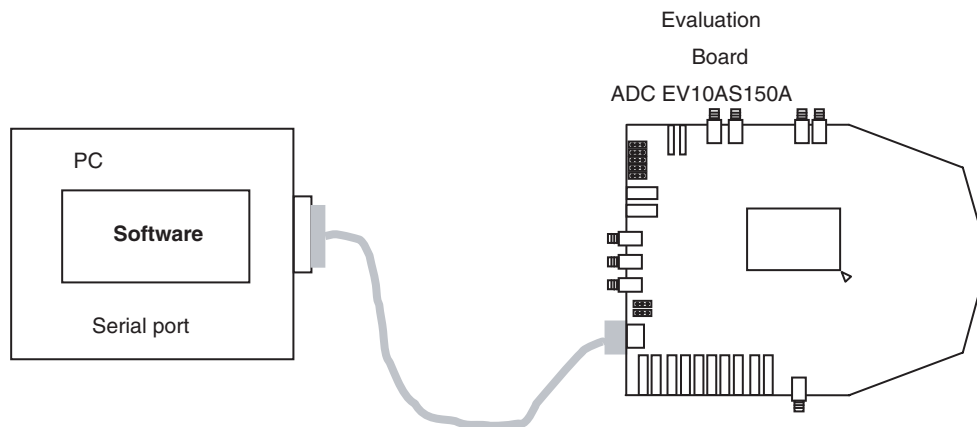 Evaluation
Board
ADC EV10AS150A
PC
Software
Serial port